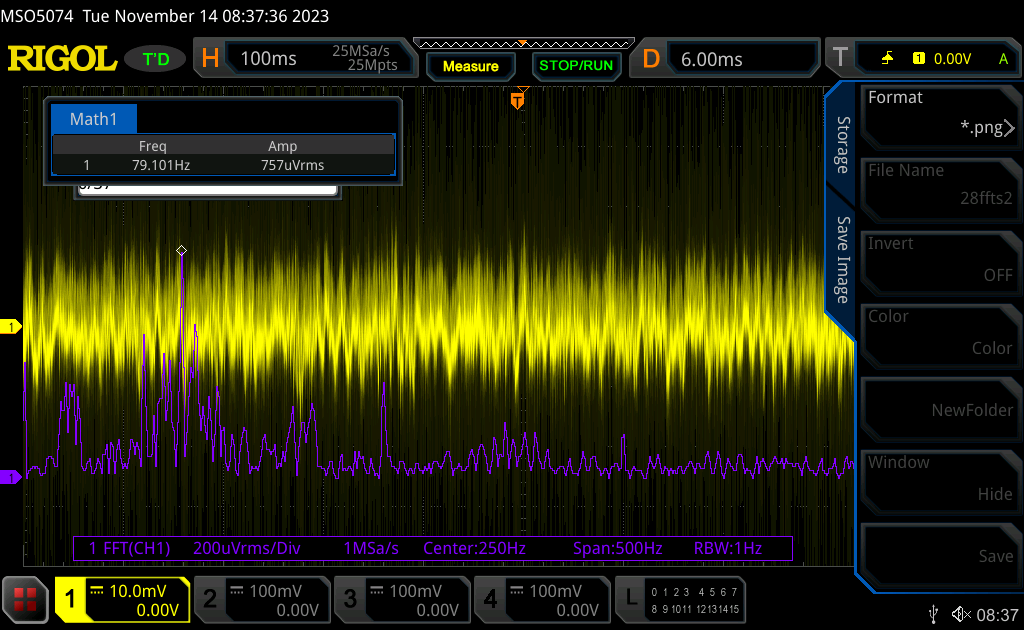 MSO5074 Tue November 14 08:37:36 2023
RIGOL T'D H 100ms 25MSa/s 25Mpts Measure STOP/RUN D 6.00ms T 1 0.00V A
T
Math1
Freq Amp
1 79.101Hz 757uVrms
1
1
1 FFT(CH1) 200uVrms/Div 1MSa/s Center:250Hz Span:500Hz RBW:1Hz
Storage
Save Image
Format
*.png
File Name
28ffts2
Invert
OFF
Color
Color
NewFolder
Window
Hide
Save
1 10.0mV 0.00V
2 100mV 0.00V
3 100mV 0.00V
4 100mV 0.00V
L 0 1 2 3 4 5 6 7
8 9 10 11 12 13 14 15
08:37